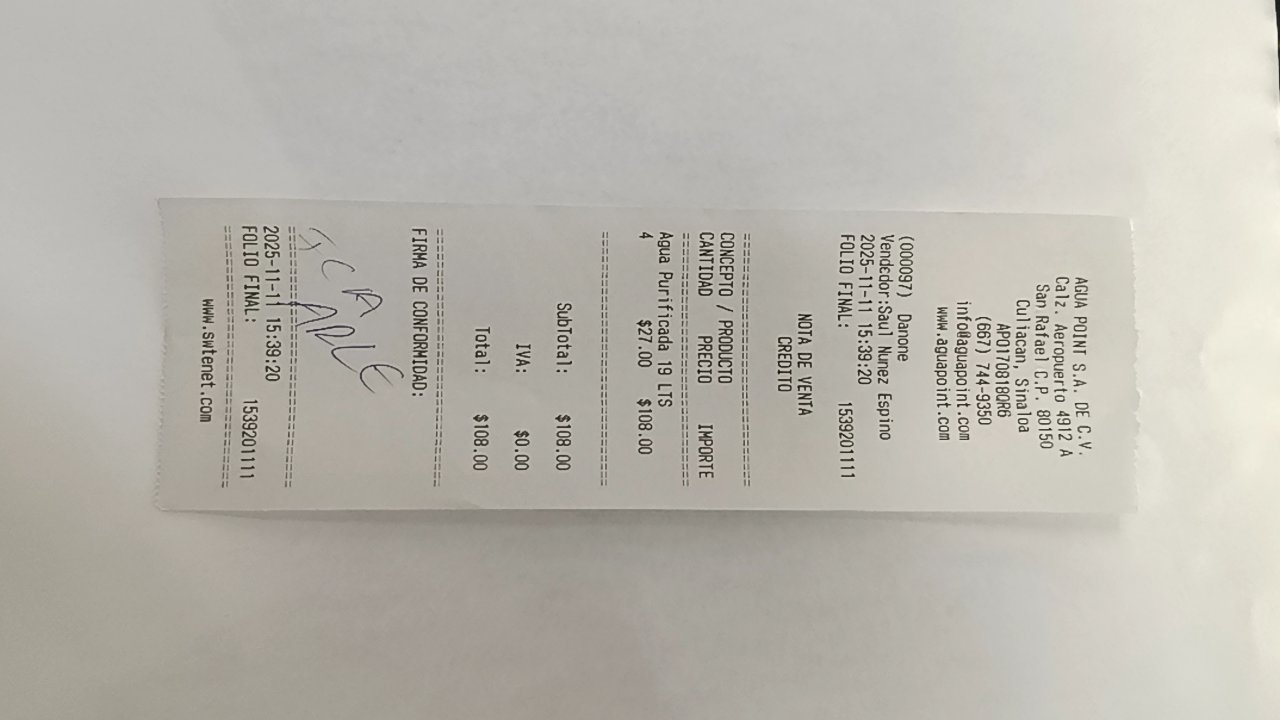 AGUA POINT S.A. DE C.V.
Calz. Aeropuerto 4912 A
San Rafael C.P. 80150
Culiacan, Sinaloa
APO170818QR6
(667) 744-9350
info@aguapoint.com
www.aguapoint.com
(000097) Danone
Vendedor:Saul Nunez Espino
2025-11-11 15:39:20
FOLIO FINAL: 1539201111
NOTA DE VENTA
CREDITO
==============================
CONCEPTO / PRODUCTO
CANTIDAD PRECIO IMPORTE
==============================
Agua Purificada 19 LTS
4 $27.00 $108.00
==============================
SubTotal: $108.00
IVA: $0.00
Total: $108.00
==============================
FIRMA DE CONFORMIDAD:
==============================
2025-11-11 15:39:20
FOLIO FINAL: 1539201111
==============================
www.swtenet.com